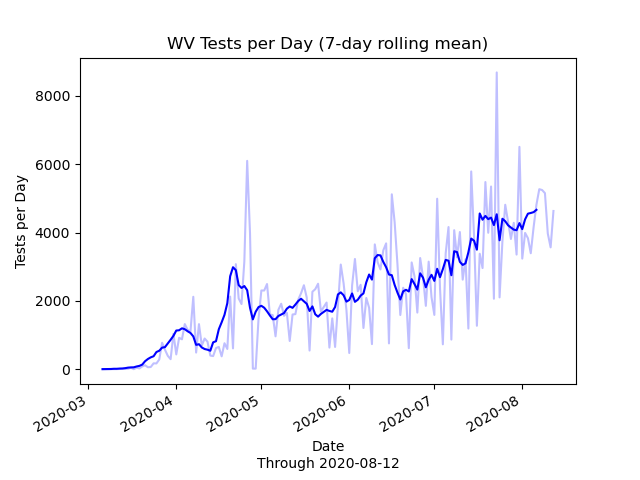 WV Tests per Day (7-day rolling mean)
Tests per Day
8000
6000
4000
2000
0
2020-03
2020-04
2020-05
2020-06
2020-07
2020-08
Date
Through 2020-08-12